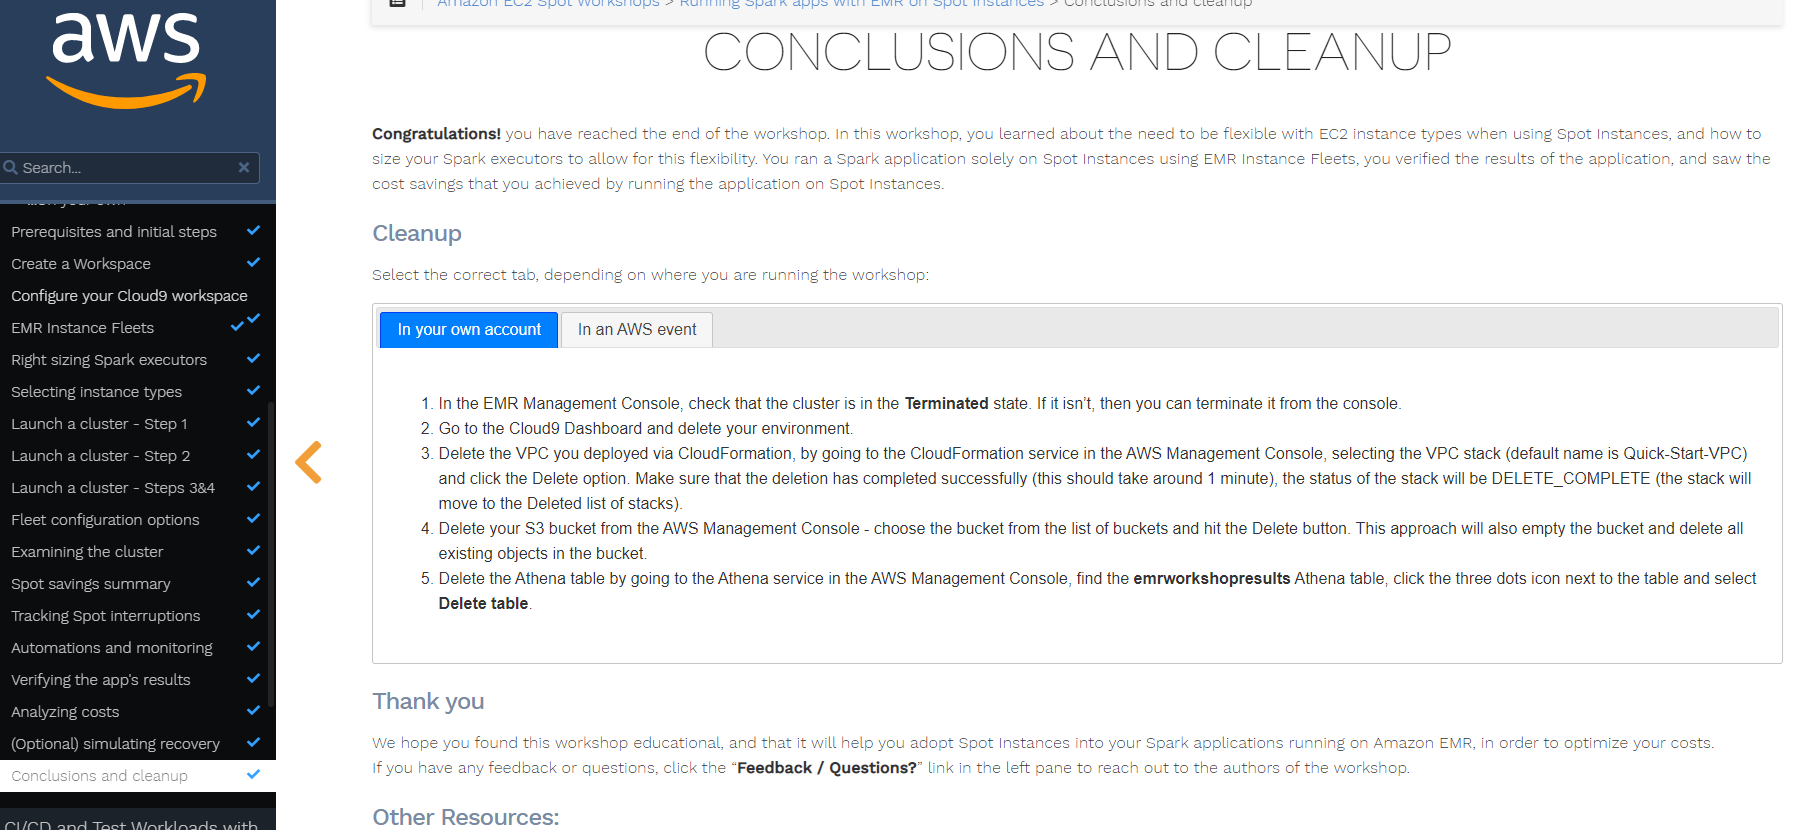 aws
Search...
Prerequisites and initial steps
Create a Workspace
Configure your Cloud9 workspace
EMR Instance Fleets
Right sizing Spark executors
Selecting instance types
Launch a cluster - Step 1
Launch a cluster - Step 2
Launch a cluster - Steps 3&4
Fleet configuration options
Examining the cluster
Spot savings summary
Tracking Spot interruptions
Automations and monitoring
Verifying the app's results
Analyzing costs
(Optional) simulating recovery
Conclusions and cleanup
CI/CD and Test Workloads with
Amazon EC2 Spot Workshops > Running Spark apps with EMR on Spot Instances > Conclusions and cleanup
CONCLUSIONS AND CLEANUP
Congratulations! you have reached the end of the workshop. In this workshop, you learned about the need to be flexible with EC2 instance types when using Spot Instances, and how to
size your Spark executors to allow for this flexibility. You ran a Spark application solely on Spot Instances using EMR Instance Fleets, you verified the results of the application, and saw the
cost savings that you achieved by running the application on Spot Instances.
Cleanup
Select the correct tab, depending on where you are running the workshop:
In your own account In an AWS event
1. In the EMR Management Console, check that the cluster is in the Terminated state. If it isn't, then you can terminate it from the console.
2. Go to the Cloud9 Dashboard and delete your environment.
3. Delete the VPC you deployed via CloudFormation, by going to the CloudFormation service in the AWS Management Console, selecting the VPC stack (default name is Quick-Start-VPC)
and click the Delete option. Make sure that the deletion has completed successfully (this should take around 1 minute), the status of the stack will be DELETE_COMPLETE (the stack will
move to the Deleted list of stacks).
4. Delete your S3 bucket from the AWS Management Console - choose the bucket from the list of buckets and hit the Delete button. This approach will also empty the bucket and delete all
existing objects in the bucket.
5. Delete the Athena table by going to the Athena service in the AWS Management Console, find the emrworkshopresults Athena table, click the three dots icon next to the table and select
Delete table.
Thank you
We hope you found this workshop educational, and that it will help you adopt Spot Instances into your Spark applications running on Amazon EMR, in order to optimize your costs.
If you have any feedback or questions, click the “Feedback / Questions?” link in the left pane to reach out to the authors of the workshop.
Other Resources: